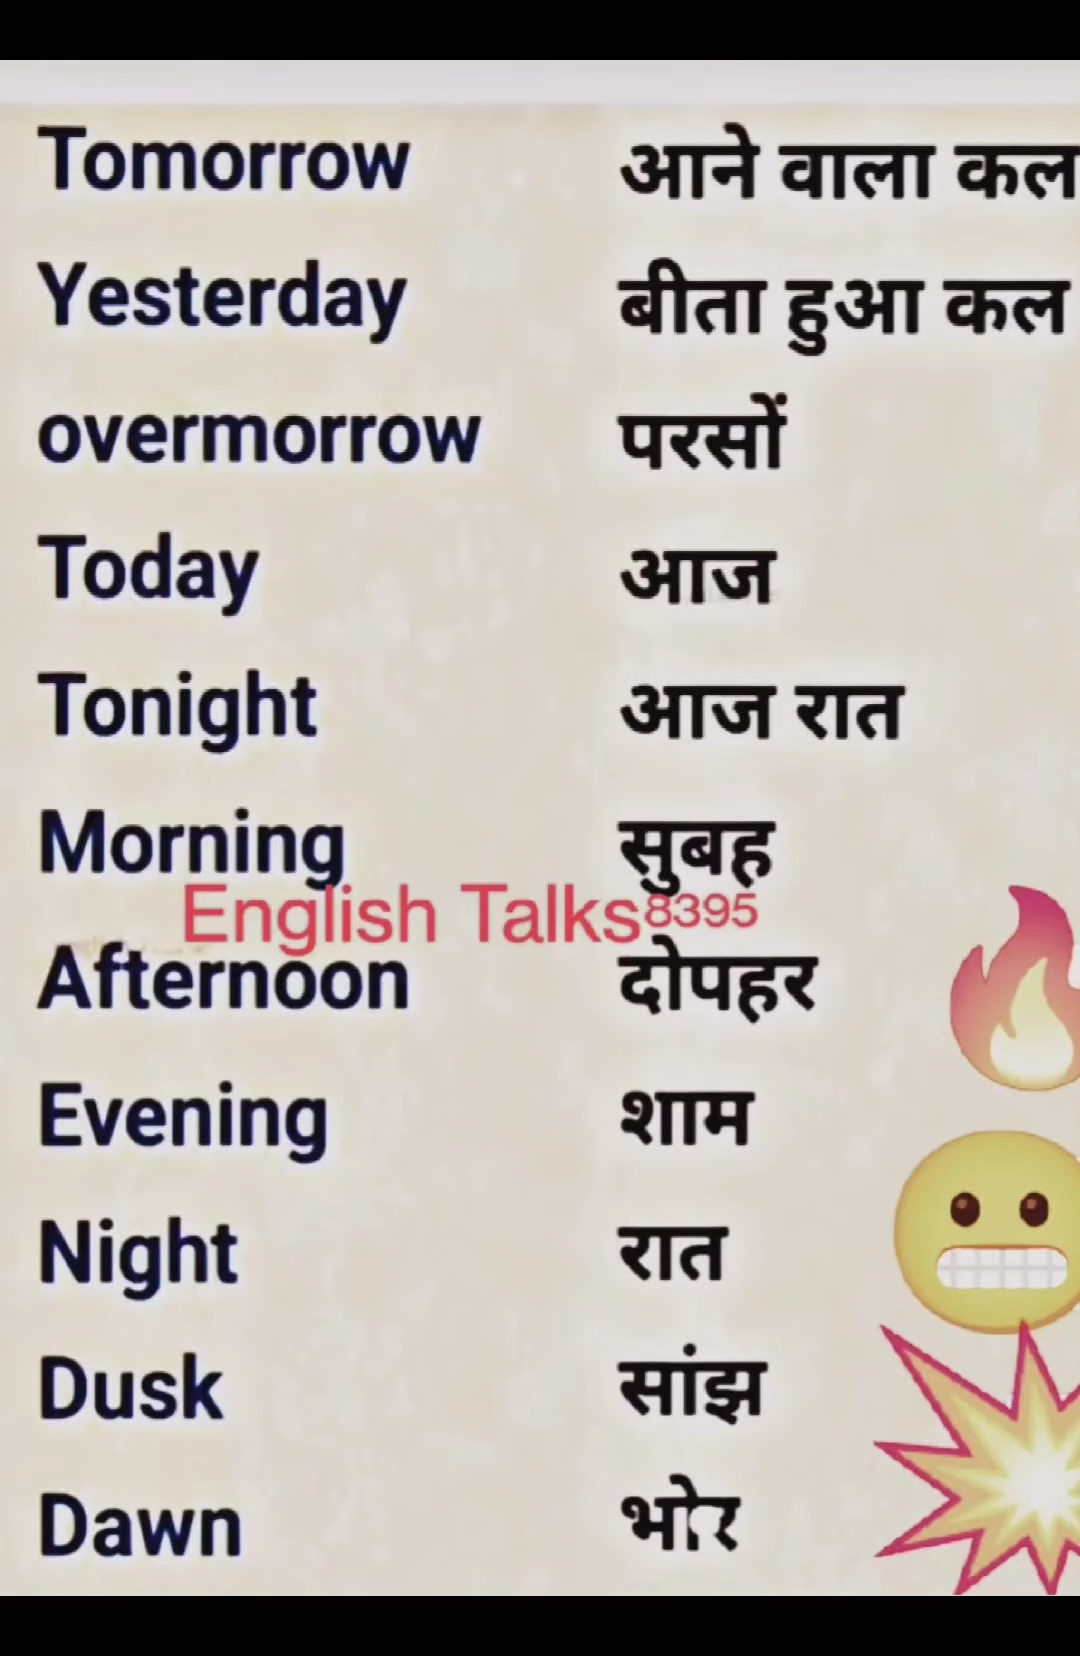 Tomorrow आने वाला कल
Yesterday बीता हुआ कल
overmorrow परसों
Today आज
Tonight आज रात
Morning सुबह
English Talks8395
Afternoon दोपहर
Evening शाम
Night रात
Dusk सांझ
Dawn भोर